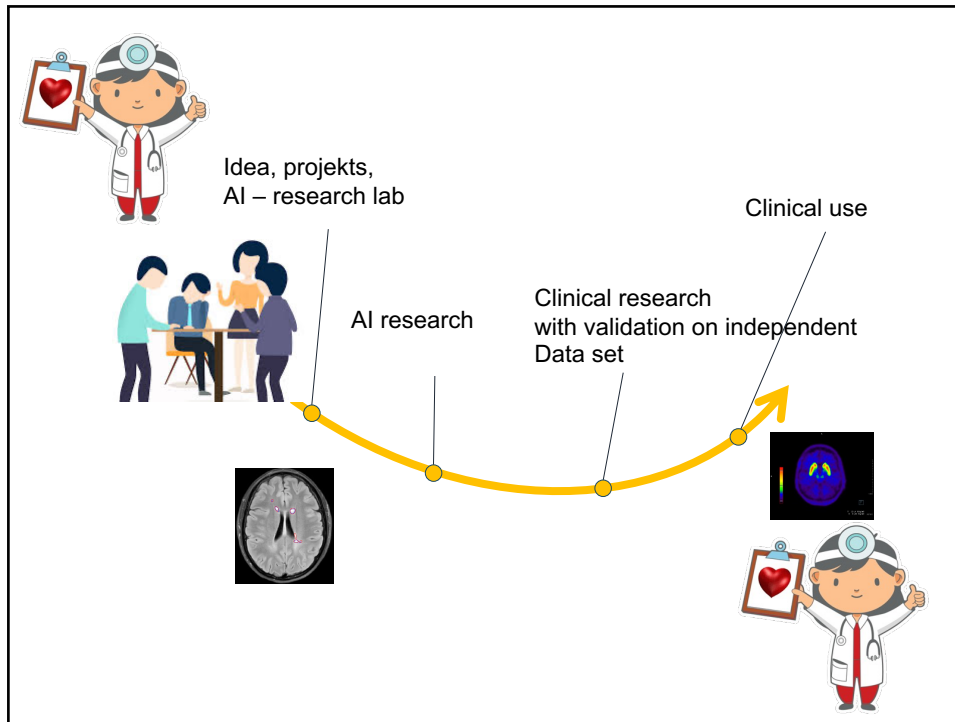 Idea, projekts,
AI – research lab
AI research
Clinical research
with validation on independent
Data set
Clinical use